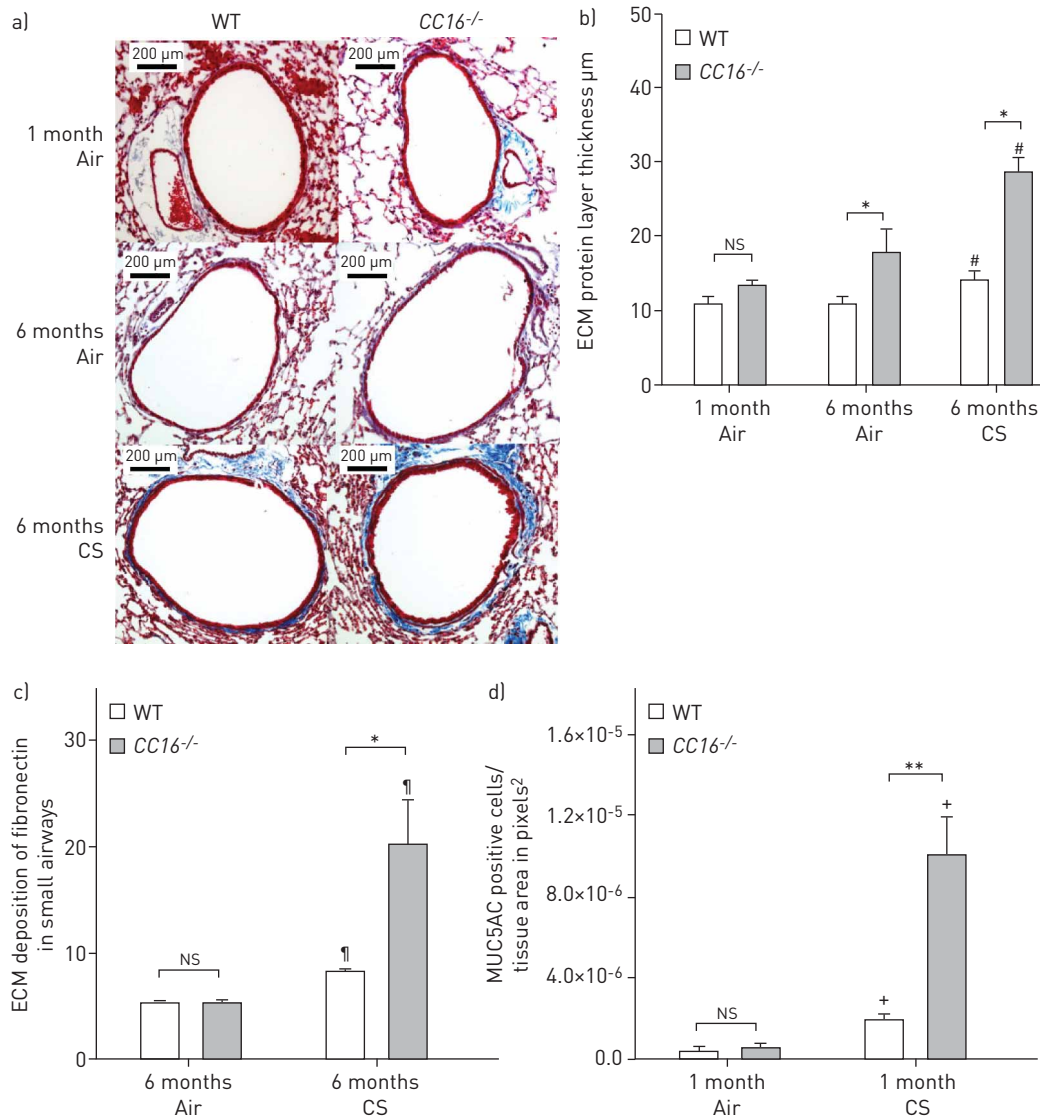 a)
WT
CC16-/-
1 month
Air
200 µm
200 µm
6 months
Air
200 µm
200 µm
6 months
CS
200 µm
200 µm
b)
ECM protein layer thickness µm
50
40
30
20
10
0
WT
CC16-/-
NS
*
*
#
#
1 month
Air
6 months
Air
6 months
CS
c)
ECM deposition of fibronectin
in small airways
30
20
10
0
WT
CC16-/-
NS
*
¶
¶
6 months
Air
6 months
CS
d)
MUC5AC positive cells/
tissue area in pixels²
1.6×10⁻⁵
1.2×10⁻⁵
8.0×10⁻⁶
4.0×10⁻⁶
0.0
WT
CC16-/-
NS
**
+
+
1 month
Air
1 month
CS